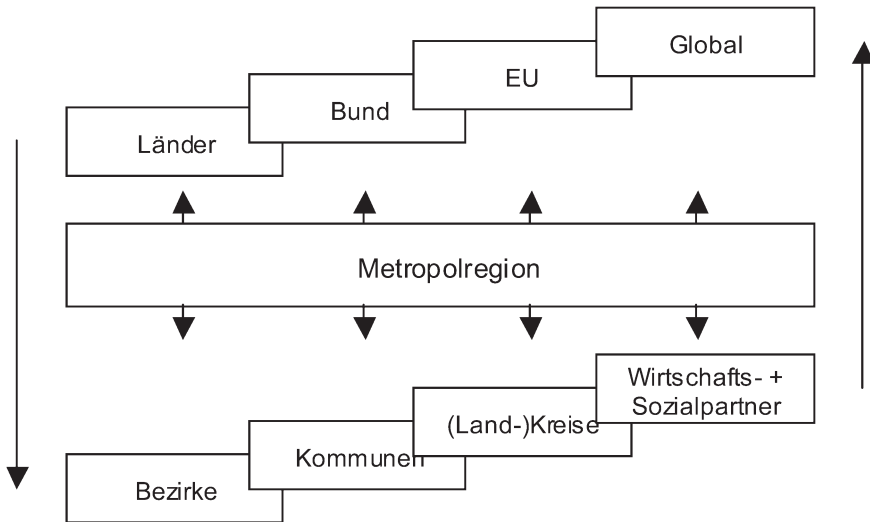 Global
EU
Bund
Länder
Metropolregion
Wirtschafts- +
Sozialpartner
(Land-)Kreise
Kommunen
Bezirke